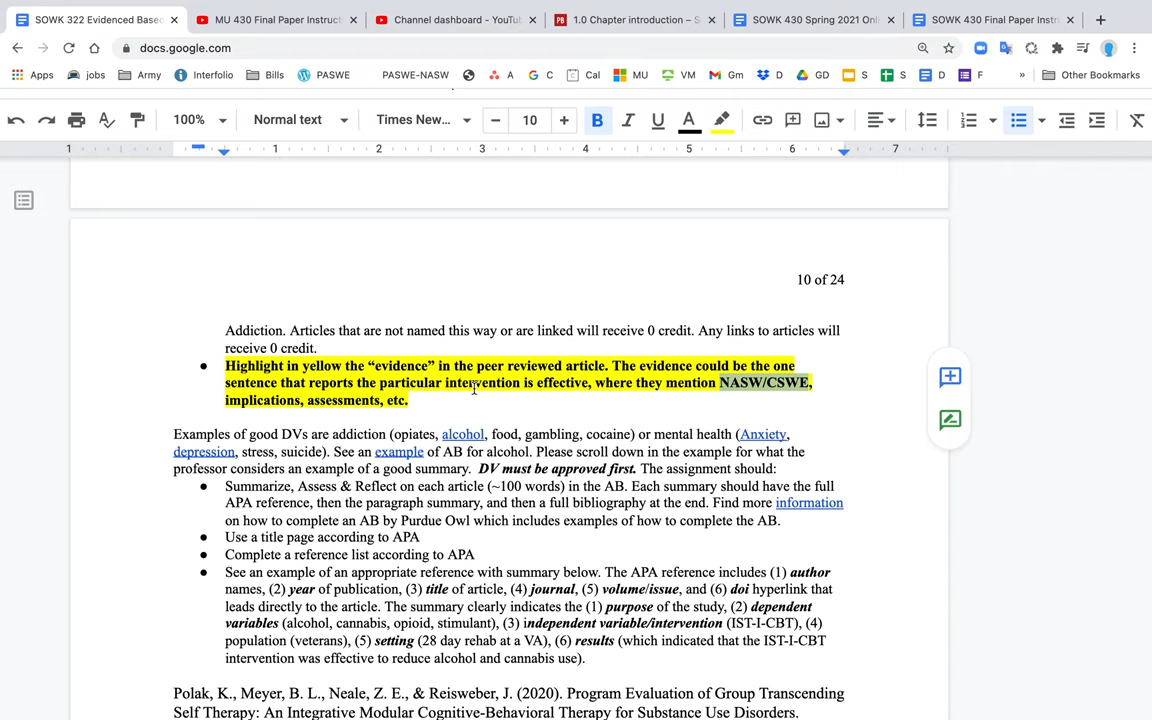 SOWK 322 Evidenced Base
MU 430 Final Paper Instruct
Channel dashboard - YouTu
1.0 Chapter introduction – S
SOWK 430 Spring 2021 Onl
SOWK 430 Final Paper Instr
docs.google.com
Apps jobs Army Interfolio Bills PASWE PASWE-NASW A C Cal MU VM Gm GD S S D F » Other Bookmarks
100% Normal text Times New... 10 B I U A
1 1 2 3 4 5 6 7
10 of 24
Addiction. Articles that are not named this way or are linked will receive 0 credit. Any links to articles will
receive 0 credit.
● Highlight in yellow the “evidence” in the peer reviewed article. The evidence could be the one
sentence that reports the particular intervention is effective, where they mention NASW/CSWE,
implications, assessments, etc.
Examples of good DVs are addiction (opiates, alcohol, food, gambling, cocaine) or mental health (Anxiety,
depression, stress, suicide). See an example of AB for alcohol. Please scroll down in the example for what the
professor considers an example of a good summary. DV must be approved first. The assignment should:
● Summarize, Assess & Reflect on each article (~100 words) in the AB. Each summary should have the full
APA reference, then the paragraph summary, and then a full bibliography at the end. Find more information
on how to complete an AB by Purdue Owl which includes examples of how to complete the AB.
● Use a title page according to APA
● Complete a reference list according to APA
● See an example of an appropriate reference with summary below. The APA reference includes (1) author
names, (2) year of publication, (3) title of article, (4) journal, (5) volume/issue, and (6) doi hyperlink that
leads directly to the article. The summary clearly indicates the (1) purpose of the study, (2) dependent
variables (alcohol, cannabis, opioid, stimulant), (3) independent variable/intervention (IST-I-CBT), (4)
population (veterans), (5) setting (28 day rehab at a VA), (6) results (which indicated that the IST-I-CBT
intervention was effective to reduce alcohol and cannabis use).
Polak, K., Meyer, B. L., Neale, Z. E., & Reisweber, J. (2020). Program Evaluation of Group Transcending
Self Therapy: An Integrative Modular Cognitive-Behavioral Therapy for Substance Use Disorders.